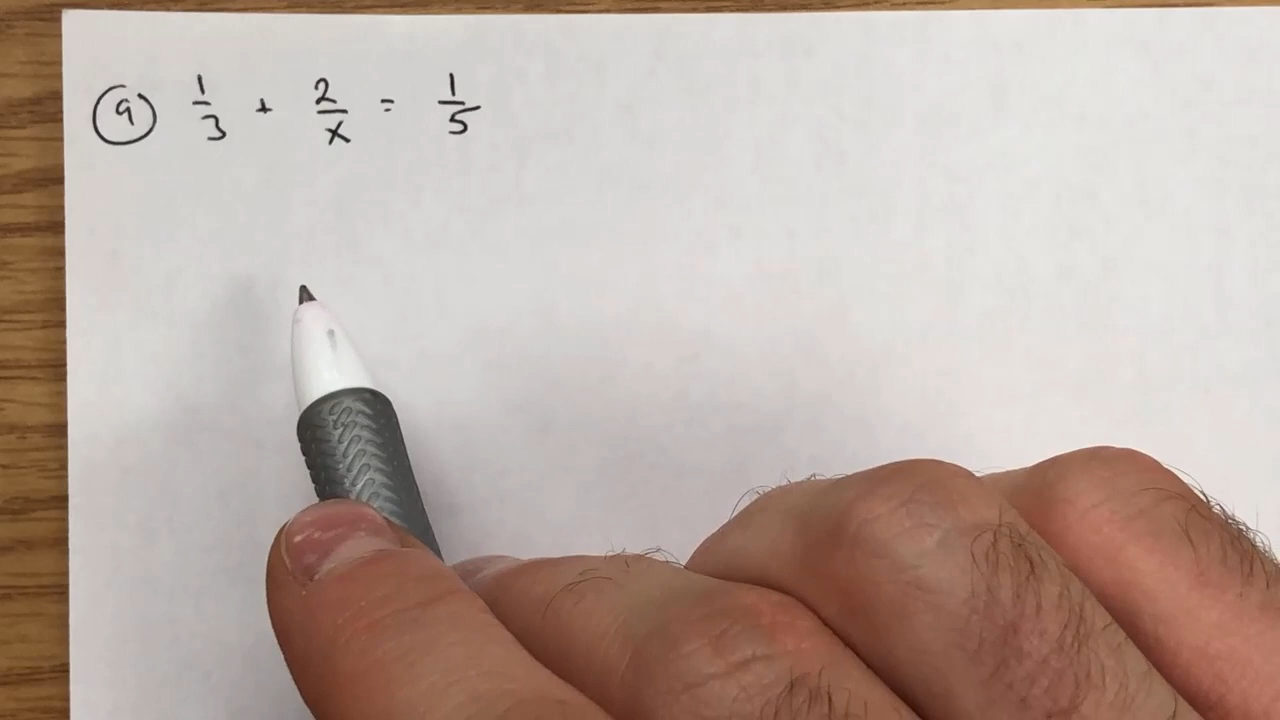 ⑨ 1/3 + 2/x = 1/5